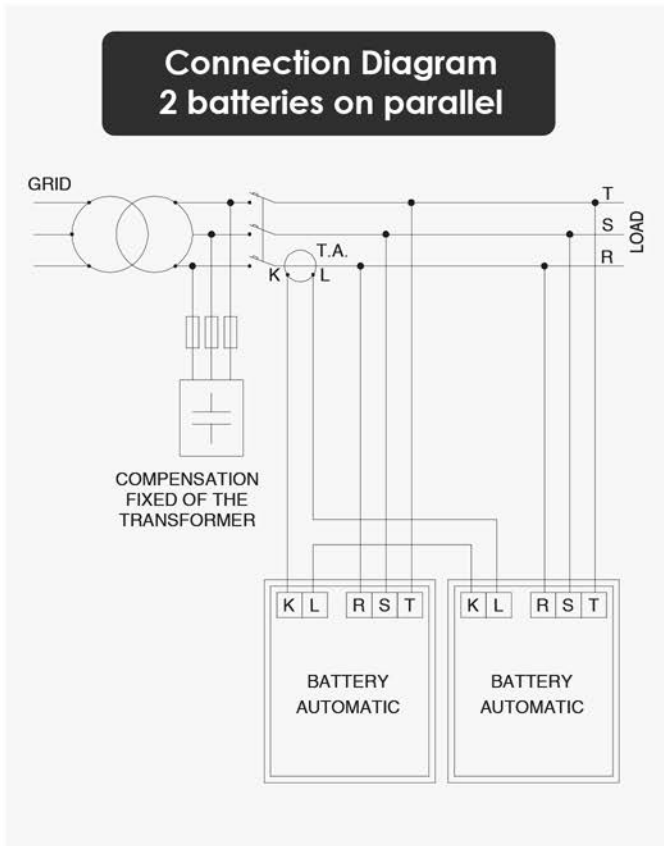 Connection Diagram
2 batteries on parallel
GRID
T
S
R
LOAD
T.A.
K
L
COMPENSATION
FIXED OF THE
TRANSFORMER
K L R S T
BATTERY
AUTOMATIC
K L R S T
BATTERY
AUTOMATIC